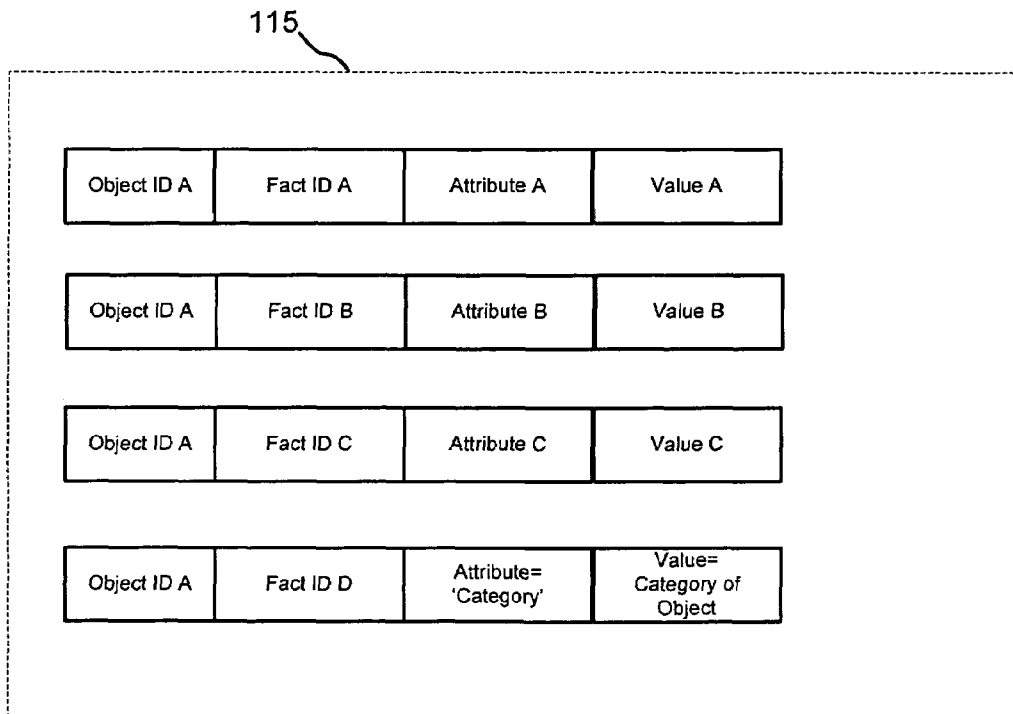 115
Object ID A Fact ID A Attribute A Value A
Object ID A Fact ID B Attribute B Value B
Object ID A Fact ID C Attribute C Value C
Object ID A Fact ID D Attribute= 'Category' Value= Category of Object